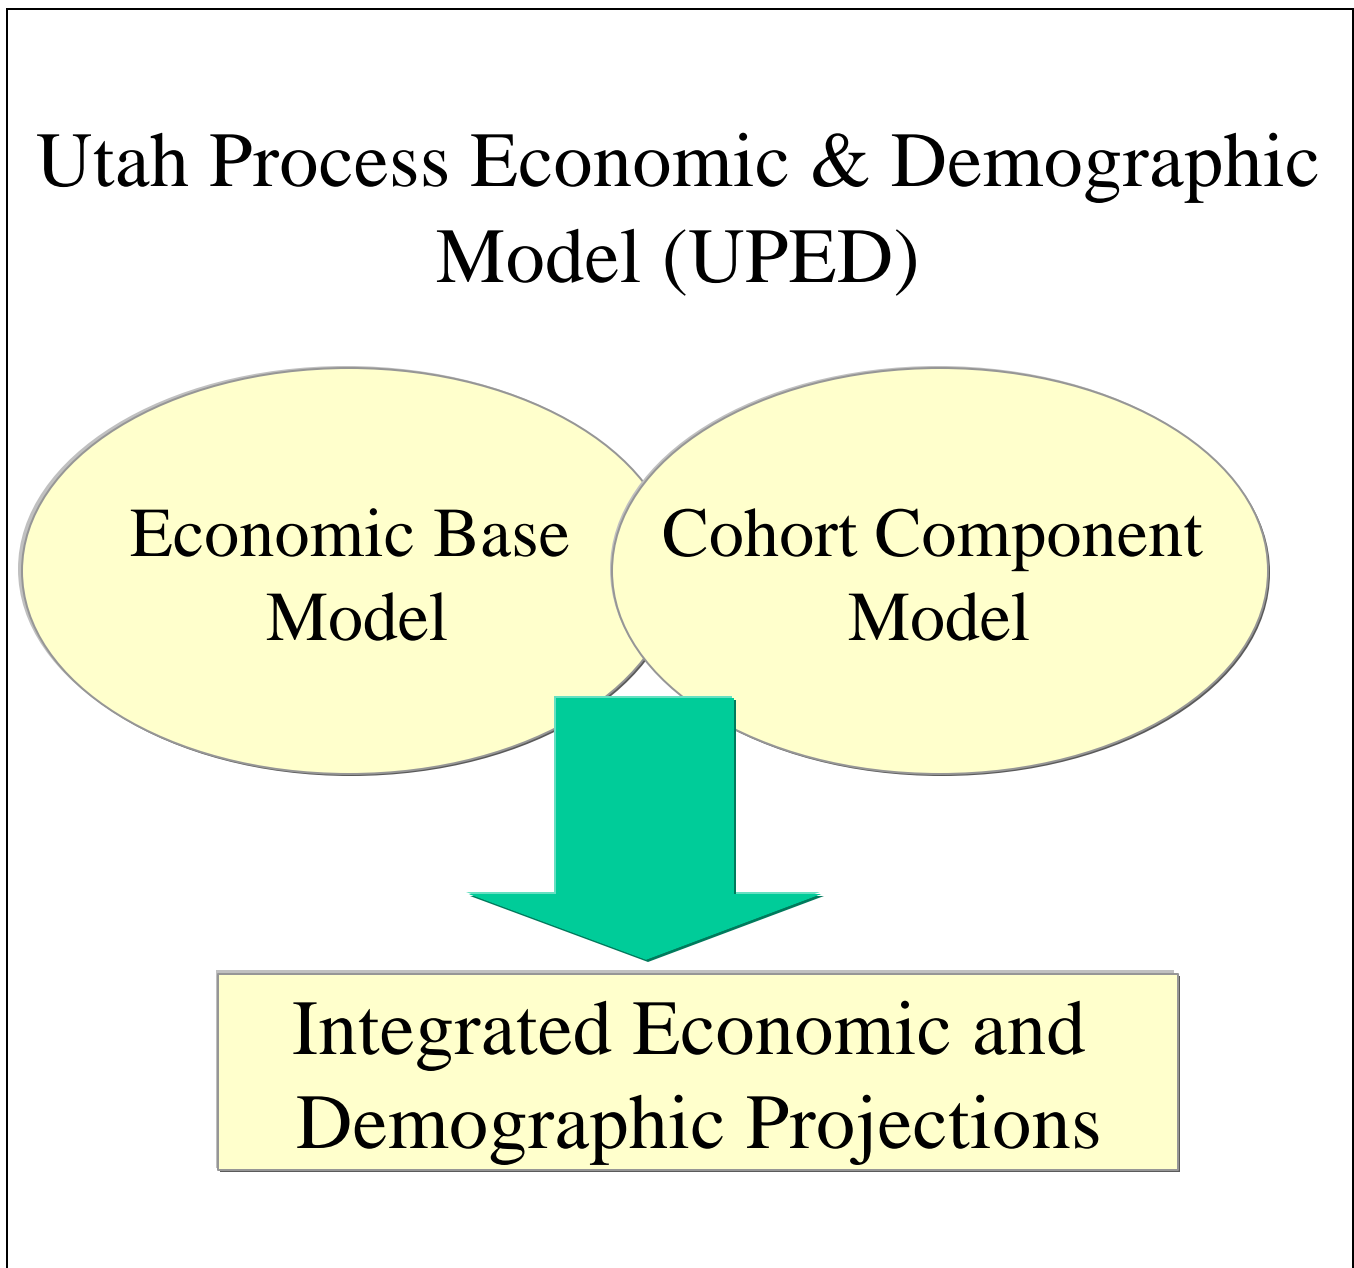 Utah Process Economic & Demographic
Model (UPED)
Economic Base
Model
Cohort Component
Model
Integrated Economic and
Demographic Projections